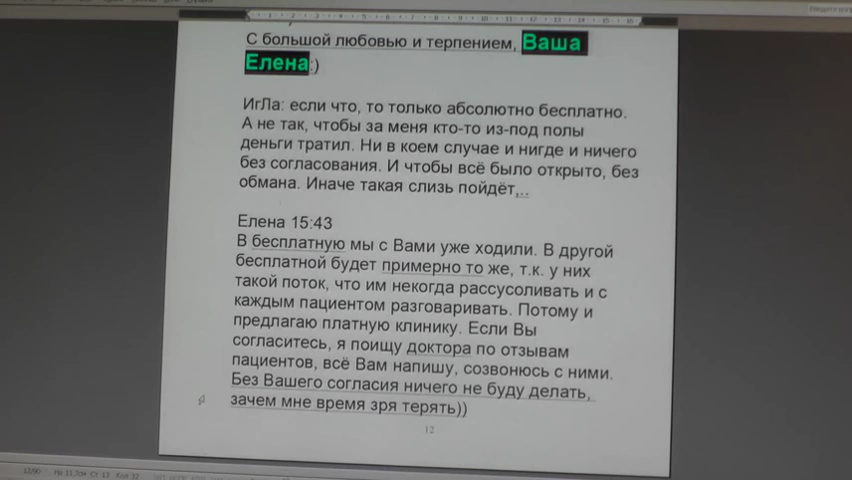 С большой любовью и терпением, Ваша
Елена:)
ИгЛа: если что, то только абсолютно бесплатно.
А не так, чтобы за меня кто-то из-под полы
деньги тратил. Ни в коем случае и нигде и ничего
без согласования. И чтобы всё было открыто, без
обмана. Иначе такая слизь пойдёт,..
Елена 15:43
В бесплатную мы с Вами уже ходили. В другой
бесплатной будет примерно то же, т.к. у них
такой поток, что им некогда рассусоливать и с
каждым пациентом разговаривать. Потому и
предлагаю платную клинику. Если Вы
согласитесь, я поищу доктора по отзывам
пациентов, всё Вам напишу, созвонюсь с ними.
Без Вашего согласия ничего не буду делать,
зачем мне время зря терять))
12